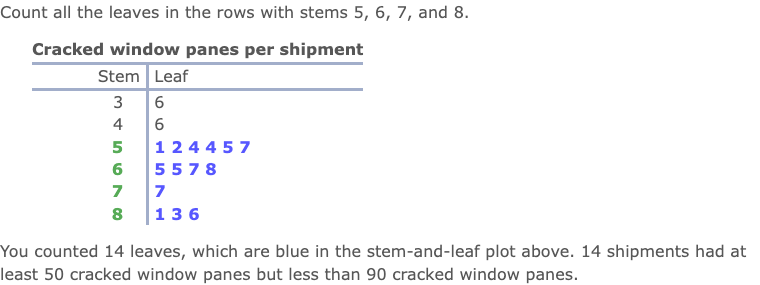 Count all the leaves in the rows with stems 5, 6, 7, and 8.
Cracked window panes per shipment
Stem Leaf
3 6
4 6
5 1 2 4 4 5 7
6 5 5 7 8
7 7
8 1 3 6
You counted 14 leaves, which are blue in the stem-and-leaf plot above. 14 shipments had at
least 50 cracked window panes but less than 90 cracked window panes.